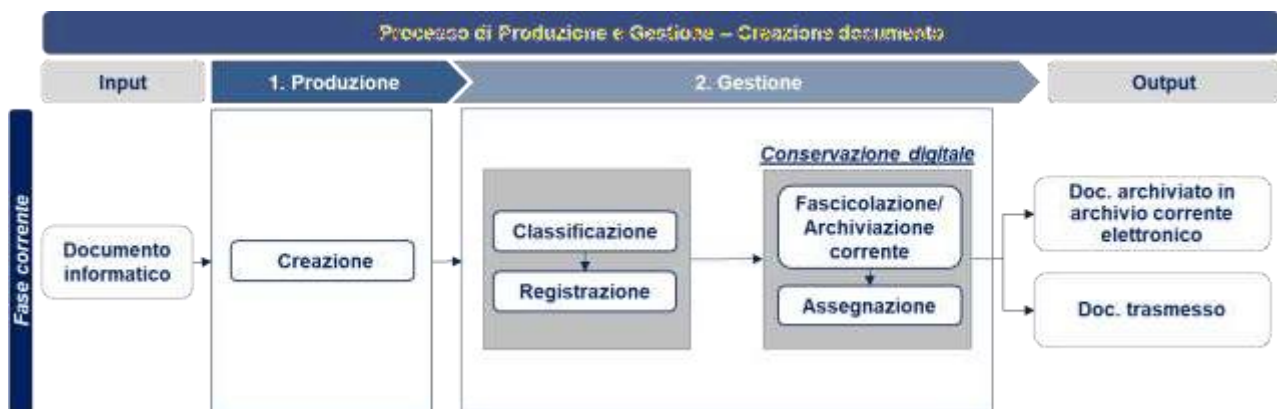 Processo di Produzione e Gestione – Creazione documento
Input
1. Produzione
2. Gestione
Output
Fase corrente
Documento
informatico
Creazione
Classificazione
Registrazione
Conservazione digitale
Fascicolazione/
Archiviazione
corrente
Assegnazione
Doc. archiviato in
archivio corrente
elettronico
Doc. trasmesso